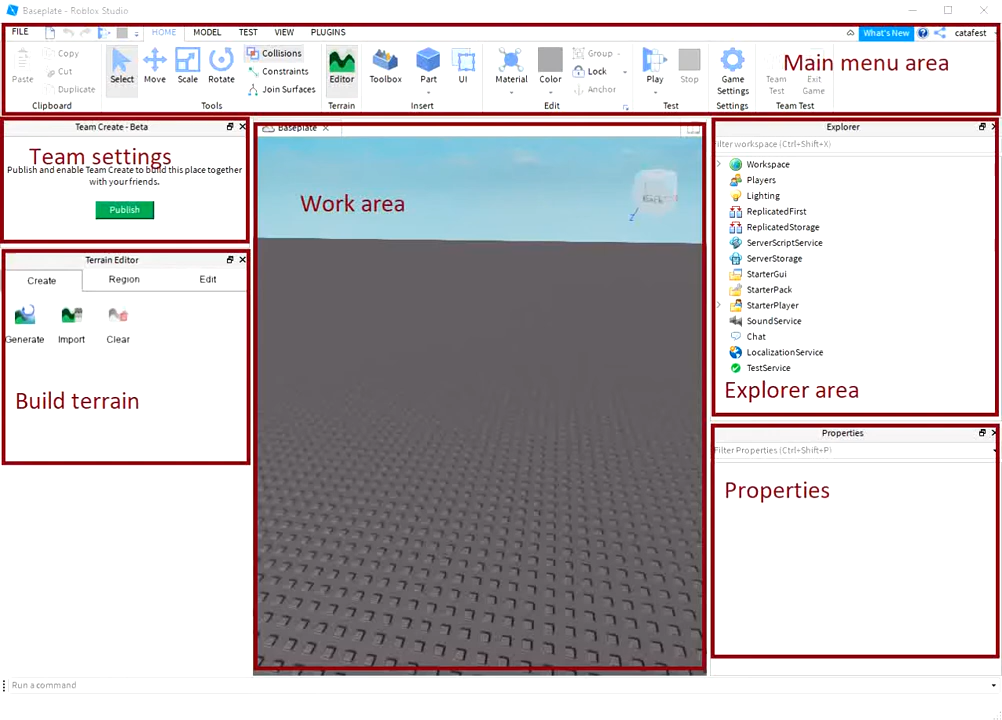 Baseplate - Roblox Studio
FILE HOME MODEL TEST VIEW PLUGINS What's New catafest
Paste Copy Cut Duplicate
Clipboard
Select Move Scale Rotate Collisions Constraints Join Surfaces
Tools
Editor
Terrain
Toolbox Part UI
Insert
Material Color Group Lock Anchor
Edit
Play Stop
Test
Game Settings
Settings
Team Test Exit Game
Team Test
Main menu area
Team Create - Beta
Team settings
Publish and enable Team Create to build this place together
with your friends.
Publish
Terrain Editor
Create Region Edit
Generate Import Clear
Build terrain
Baseplate
Work area
BACK
Z
Explorer
Filter workspace (Ctrl+Shift+X)
Workspace
Players
Lighting
ReplicatedFirst
ReplicatedStorage
ServerScriptService
ServerStorage
StarterGui
StarterPack
StarterPlayer
SoundService
Chat
LocalizationService
TestService
Explorer area
Properties
Filter Properties (Ctrl+Shift+P)
Properties
Run a command